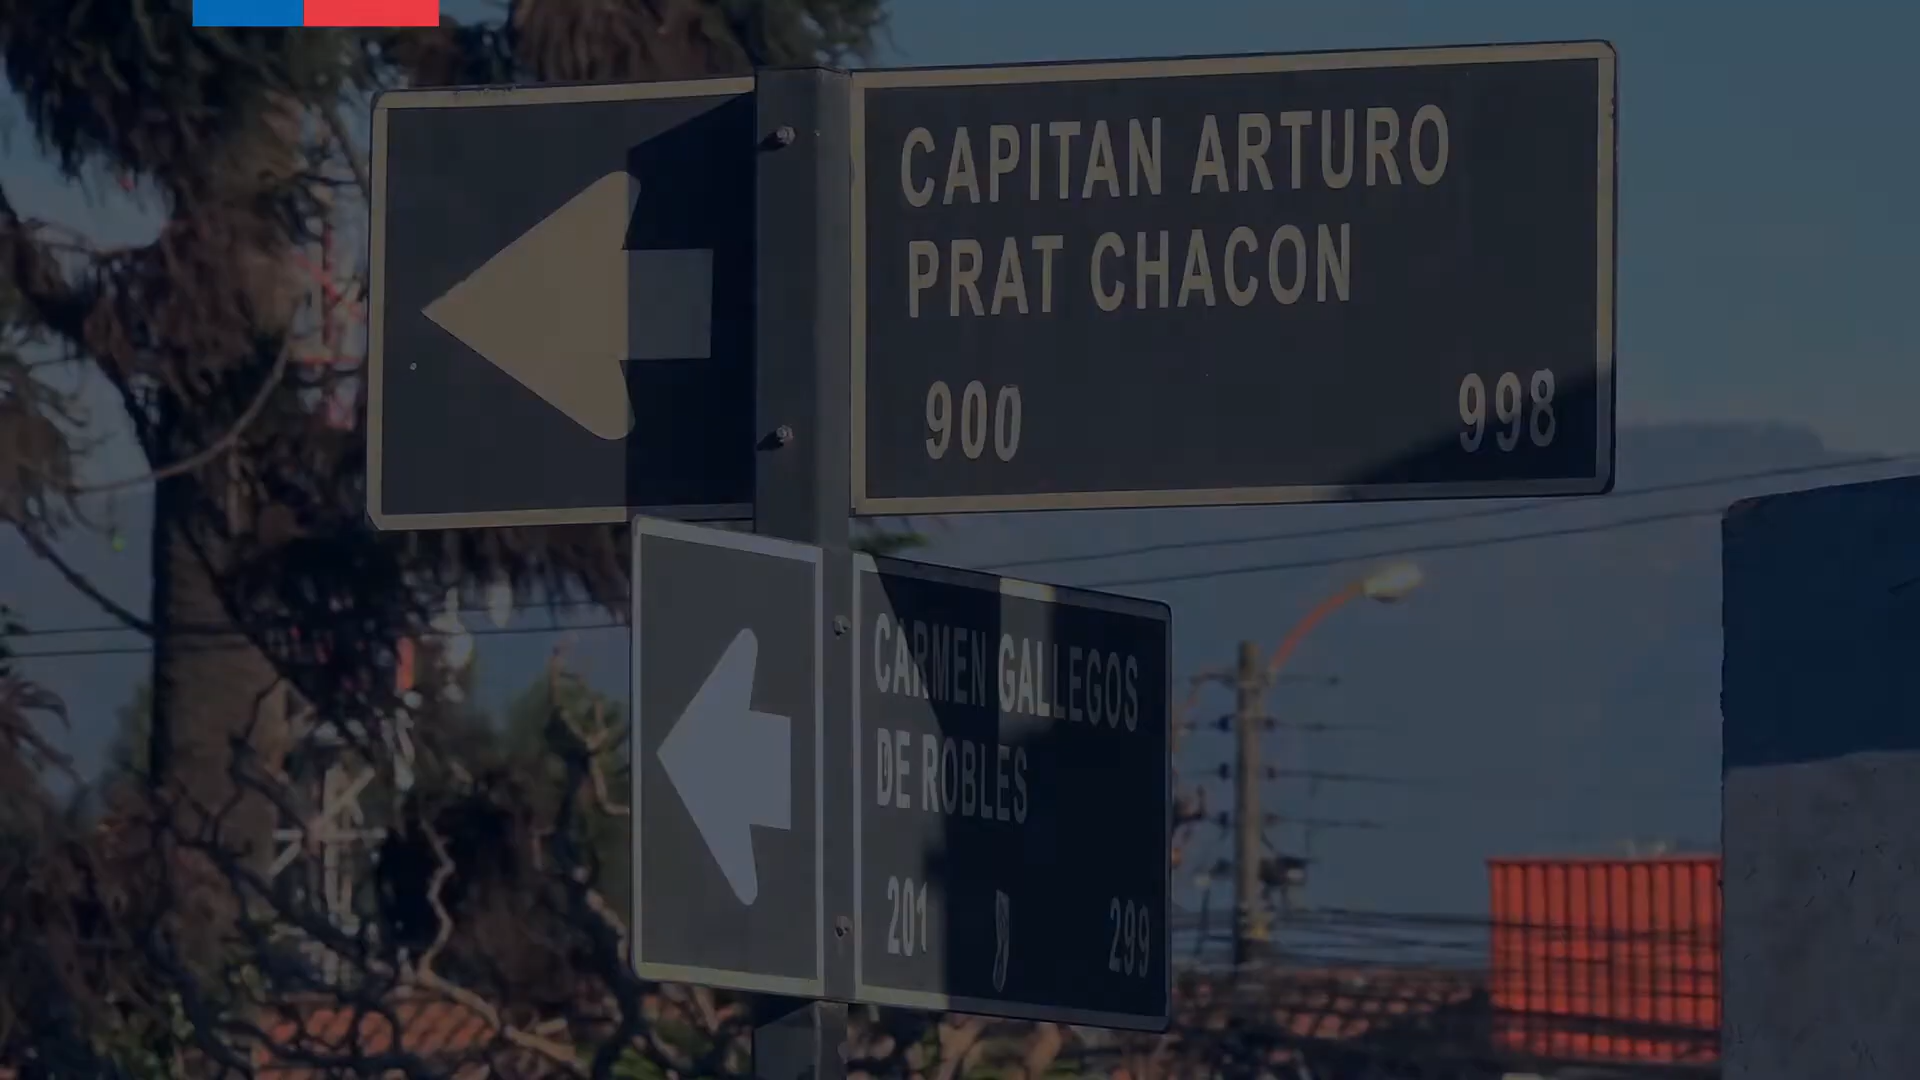 CAPITAN ARTURO
PRAT CHACON
900 998
CARMEN GALLEGOS
DE ROBLES
201 299